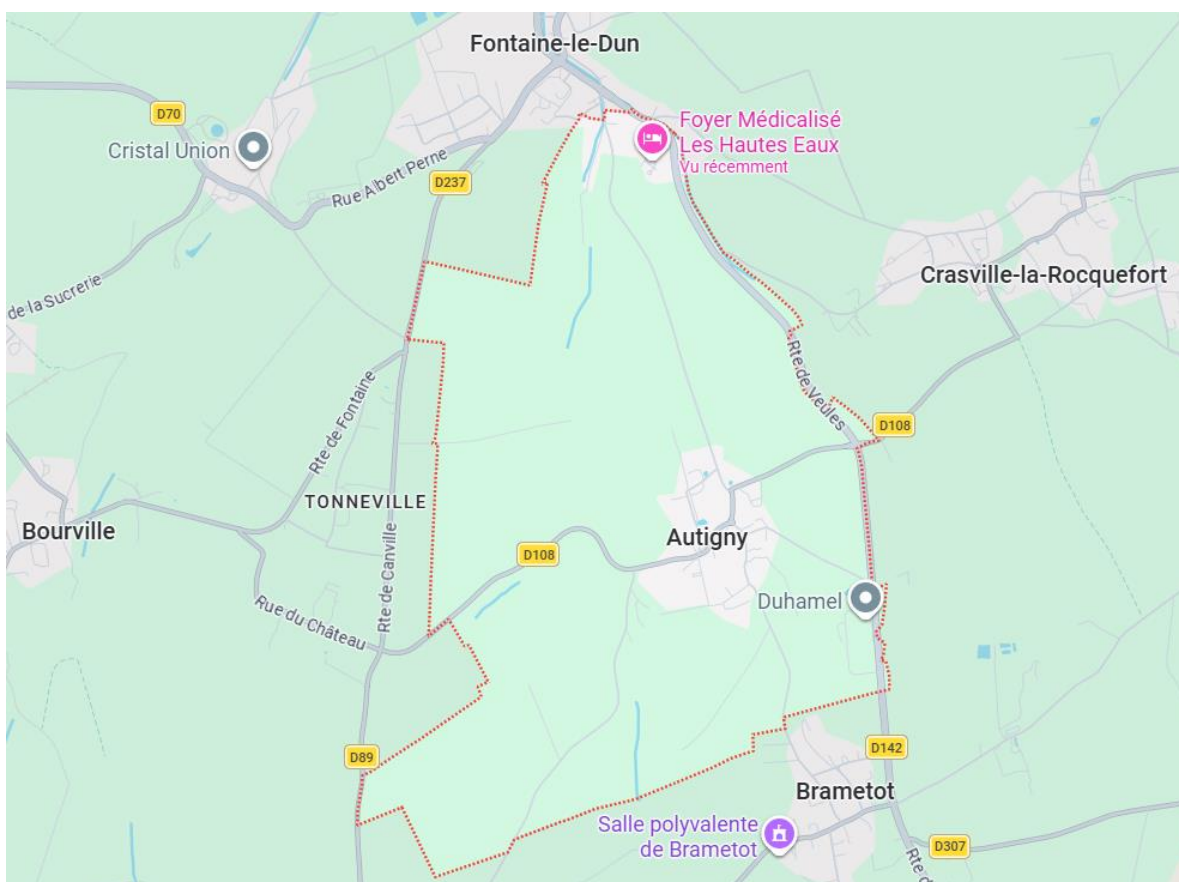 Fontaine-le-Dun
D70
Cristal Union
Foyer Médicalisé
Les Hautes Eaux
Vu récemment
Rue Albert Perne
D237
Crasville-la-Rocquefort
de la Sucrerie
Rte de Veules
Rte de Fontaine
D108
TONNEVILLE
Bourville
Autigny
D108
Rte de Canville
Duhamel
Rue du Château
D89
D142
Brametot
Salle polyvalente
de Brametot
D307
Rte d